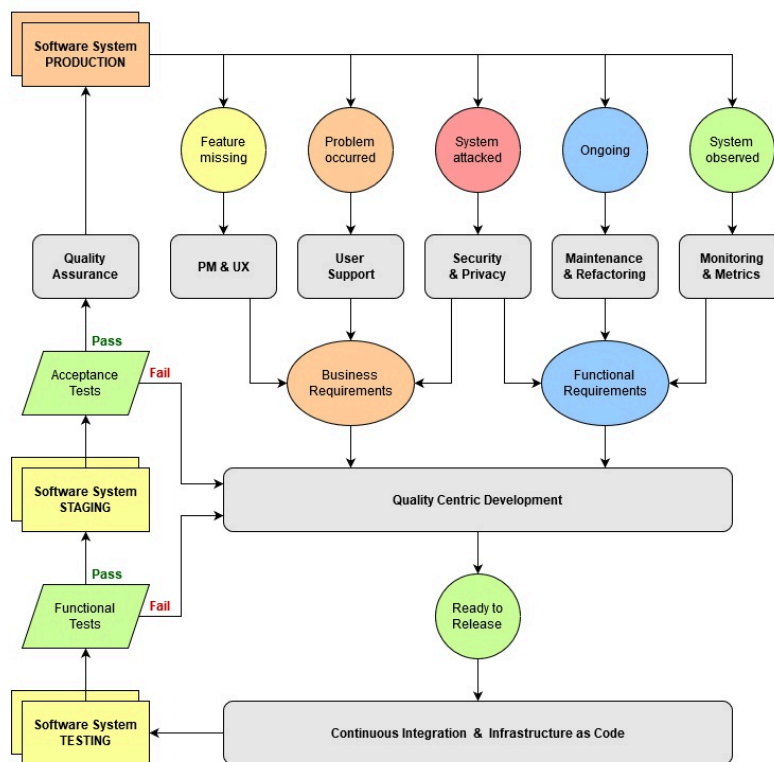 Software System
PRODUCTION
Feature
missing
Problem
occurred
System
attacked
Ongoing
System
observed
Quality
Assurance
PM & UX
User
Support
Security
& Privacy
Maintenance
& Refactoring
Monitoring
& Metrics
Pass
Acceptance
Tests
Fail
Business
Requirements
Functional
Requirements
Software System
STAGING
Quality Centric Development
Pass
Functional
Tests
Fail
Ready to
Release
Software System
TESTING
Continuous Integration & Infrastructure as Code